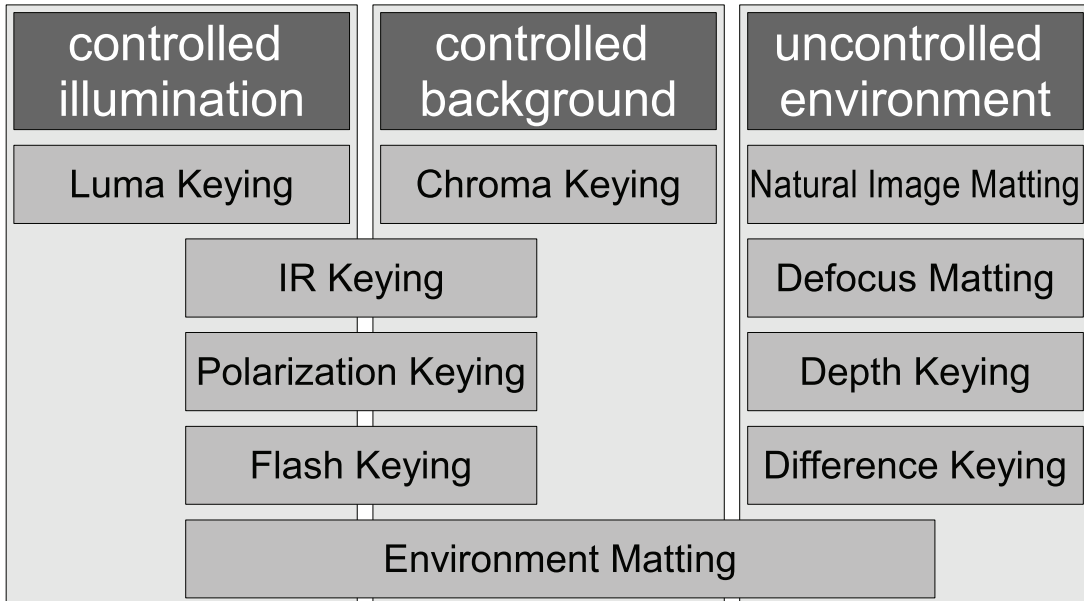 controlled
illumination
controlled
background
uncontrolled
environment
Luma Keying
Chroma Keying
Natural Image Matting
IR Keying
Defocus Matting
Polarization Keying
Depth Keying
Flash Keying
Difference Keying
Environment Matting